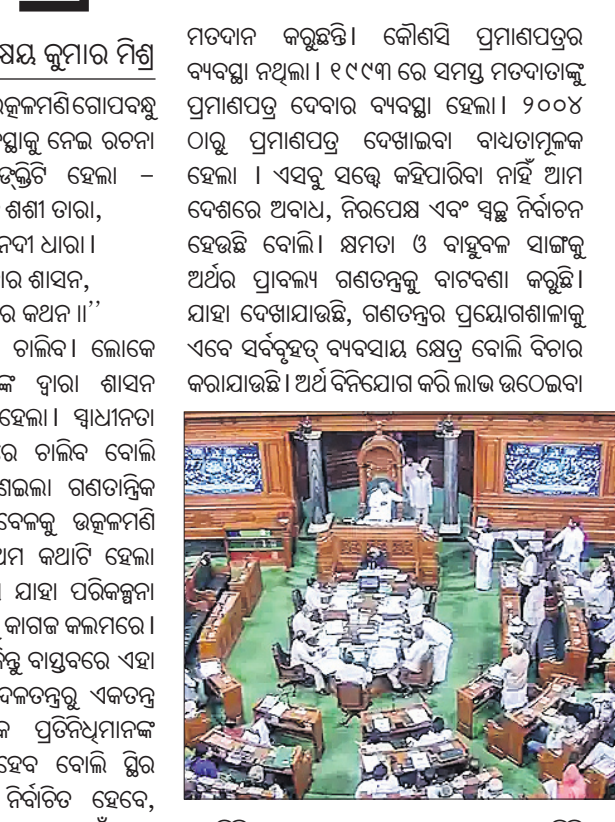 କ୍ଷୟ କୁମାର ମିଶ୍ର
ଉତ୍କଳମଣି ଗୋପବନ୍ଧୁ
ନେଇ ରଚନା
ହେଲା –
ଶଶୀ ତାରା,
ନଦୀ ଧାରା।
ଶାସନ,
କଥନ॥’’
ଚାଲିବ। ଲୋକେ
ଦ୍ୱାରା ଶାସନ
ହେଲା। ସ୍ୱାଧୀନତା
ଚାଲିବ ବୋଲି
ଗଣତାନ୍ତ୍ରିକ
ବେଳକୁ ଉତ୍କଳମଣି
କଥାଟି ହେଲା
ଯାହା ପରିକଳ୍ପନା
କାଗଜ କଲମରେ।
ବାସ୍ତବରେ ଏହା
ଦଳତନ୍ତ୍ରରୁ ଏକତନ୍ତ୍ର
ପ୍ରତିନିଧିମାନଙ୍କ
ହେବ ବୋଲି ସ୍ଥିର
ନିର୍ବାଚିତ ହେବେ,
ମତଦାନ କରୁଛନ୍ତି। କୌଣସି ପ୍ରମାଣପତ୍ରର
ବ୍ୟବସ୍ଥା ନଥିଲା। ୧୯୯୩ ରେ ସମସ୍ତ ମତଦାତାଙ୍କୁ
ପ୍ରମାଣପତ୍ର ଦେବାର ବ୍ୟବସ୍ଥା ହେଲା। ୨୦୦୪
ଠାରୁ ପ୍ରମାଣପତ୍ର ଦେଖାଇବା ବାଧ୍ୟତାମୂଳକ
ହେଲା । ଏସବୁ ସତ୍ତ୍ୱେ କହିପାରିବା ନାହିଁ ଆମ
ଦେଶରେ ଅବାଧ, ନିରପେକ୍ଷ ଏବଂ ସ୍ୱଚ୍ଛ ନିର୍ବାଚନ
ହେଉଛି ବୋଲି। କ୍ଷମତା ଓ ବାହୁବଳ ସାଙ୍ଗକୁ
ଅର୍ଥର ପ୍ରାବଲ୍ୟ ଗଣତନ୍ତ୍ରକୁ ବାଟବଣା କରୁଛି।
ଯାହା ଦେଖାଯାଉଛି, ଗଣତନ୍ତ୍ରର ପ୍ରୟୋଗଶାଳାକୁ
ଏବେ ସର୍ବବୃହତ୍ ବ୍ୟବସାୟ କ୍ଷେତ୍ର ବୋଲି ବିଚାର
କରାଯାଉଛି। ଅର୍ଥ ବିନିଯୋଗ କରି ଲାଭ ଉଠେଇବା